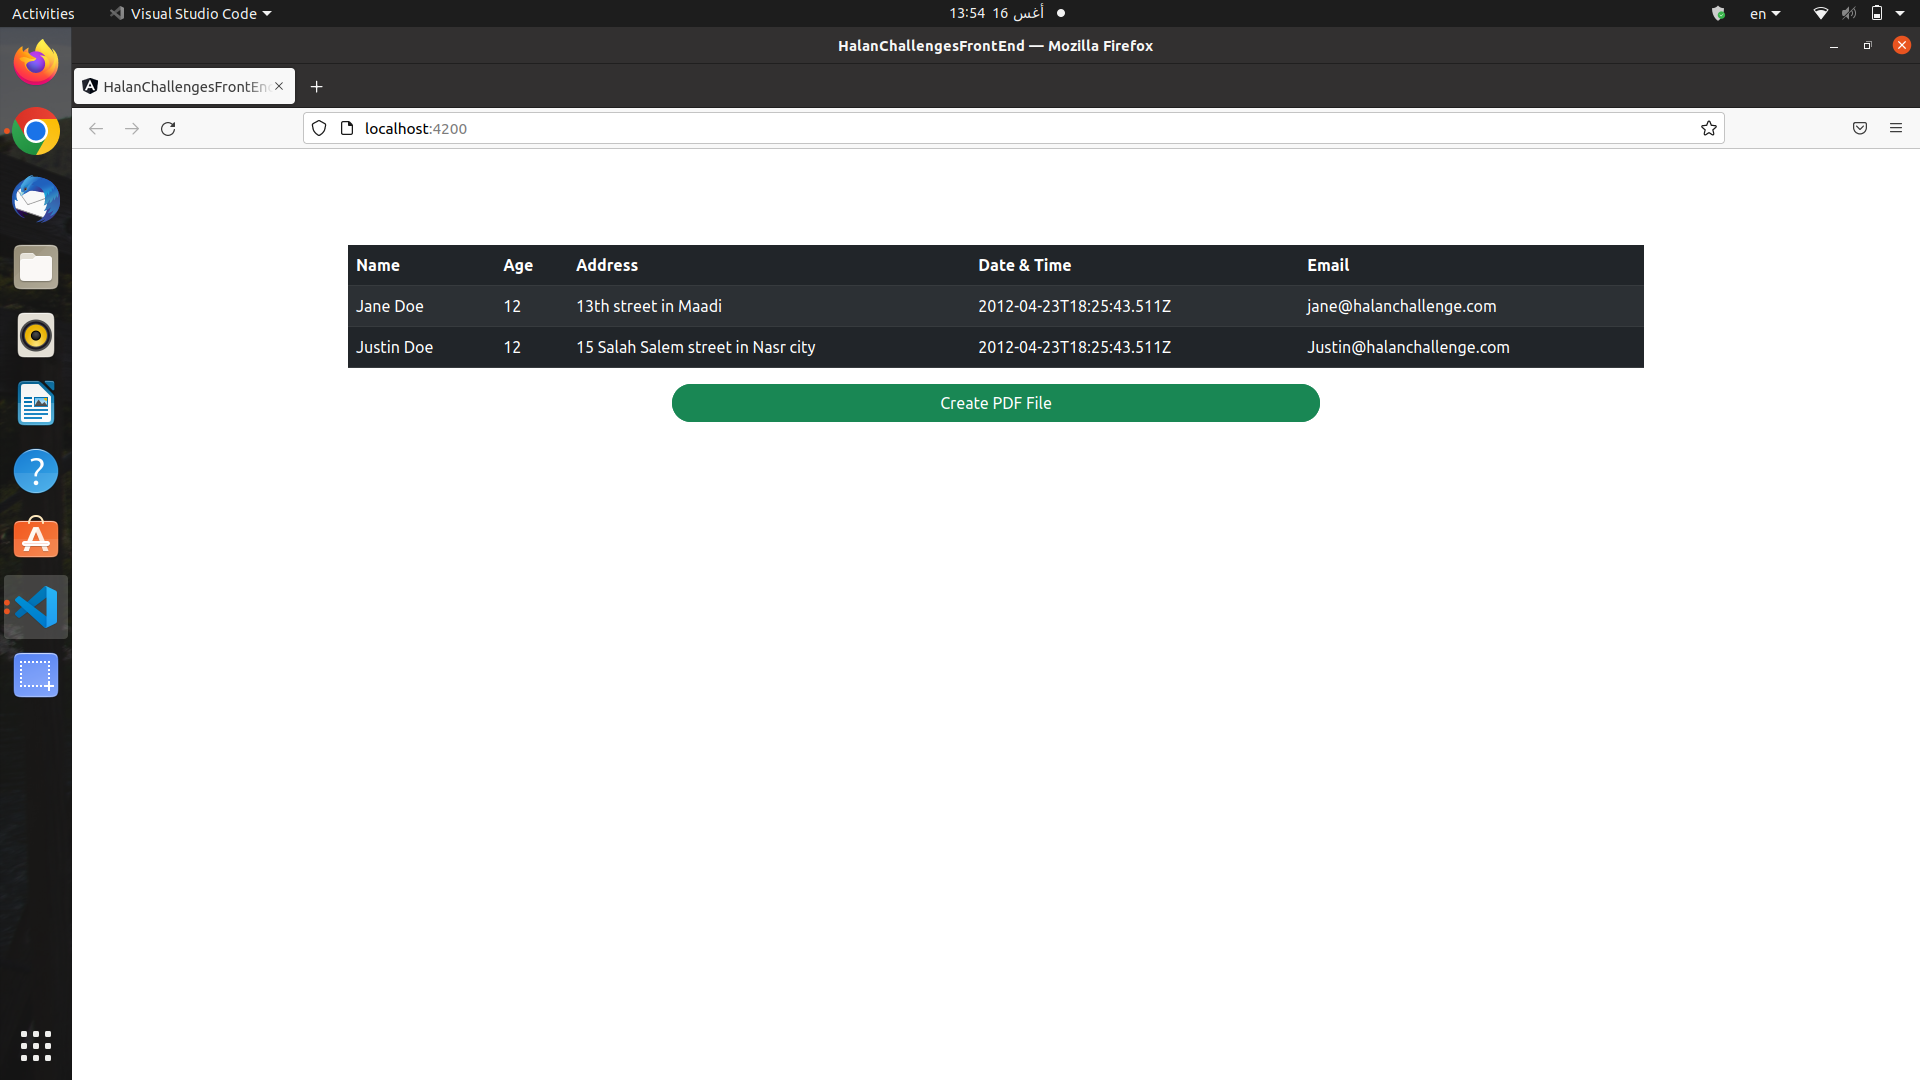 Activities Visual Studio Code 13:54 16 أغس en
HalanChallengesFrontEnd — Mozilla Firefox
HalanChallengesFrontEn
localhost:4200
Name Age Address Date & Time Email
Jane Doe 12 13th street in Maadi 2012-04-23T18:25:43.511Z jane@halanchallenge.com
Justin Doe 12 15 Salah Salem street in Nasr city 2012-04-23T18:25:43.511Z Justin@halanchallenge.com
Create PDF File